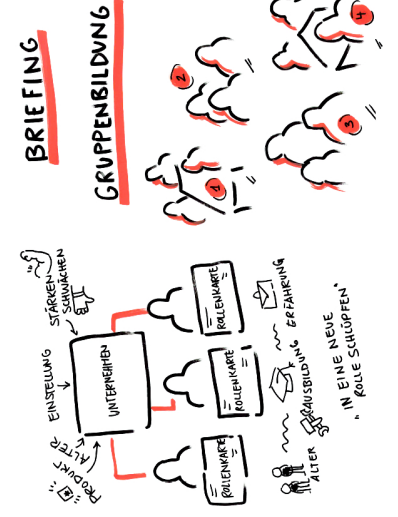 BRIEFING
GRUPPENBILDUNG
1
2
3
4
PRODUKT
ALTER
EINSTELLUNG
STÄRKEN
SCHWÄCHEN
UNTERNEHMEN
ROLLENKARTE
ROLLENKARTE
ROLLENKARTE
ALTER
AUSBILDUNG
ERFAHRUNG
"IN EINE NEUE
ROLLE SCHLÜPFEN"